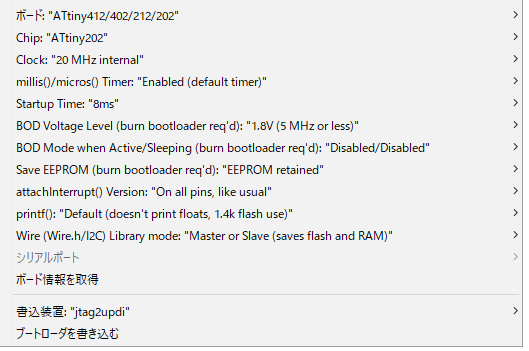 ボード: "ATtiny412/402/212/202"
Chip: "ATtiny202"
Clock: "20 MHz internal"
millis()/micros() Timer: "Enabled (default timer)"
Startup Time: "8ms"
BOD Voltage Level (burn bootloader req'd): "1.8V (5 MHz or less)"
BOD Mode when Active/Sleeping (burn bootloader req'd): "Disabled/Disabled"
Save EEPROM (burn bootloader req'd): "EEPROM retained"
attachInterrupt() Version: "On all pins, like usual"
printf(): "Default (doesn't print floats, 1.4k flash use)"
Wire (Wire.h/I2C) Library mode: "Master or Slave (saves flash and RAM)"
シリアルポート
ボード情報を取得
書込装置: "jtag2updi"
ブートローダを書き込む